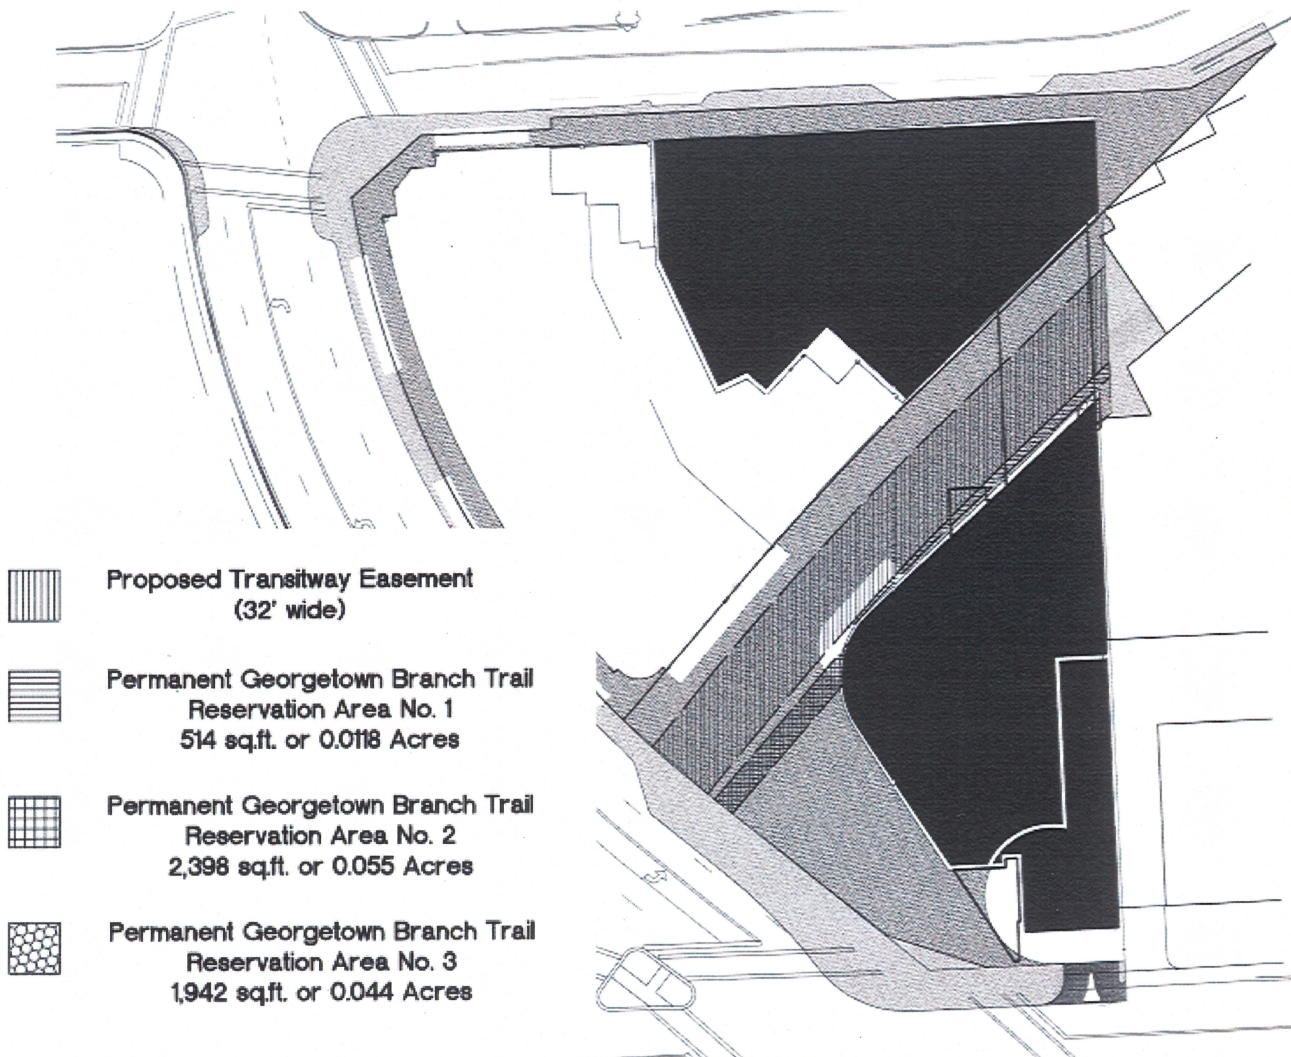 Proposed Transitway Easement
(32' wide)
Permanent Georgetown Branch Trail
Reservation Area No. 1
514 sq.ft. or 0.0118 Acres
Permanent Georgetown Branch Trail
Reservation Area No. 2
2,398 sq.ft. or 0.055 Acres
Permanent Georgetown Branch Trail
Reservation Area No. 3
1,942 sq.ft. or 0.044 Acres